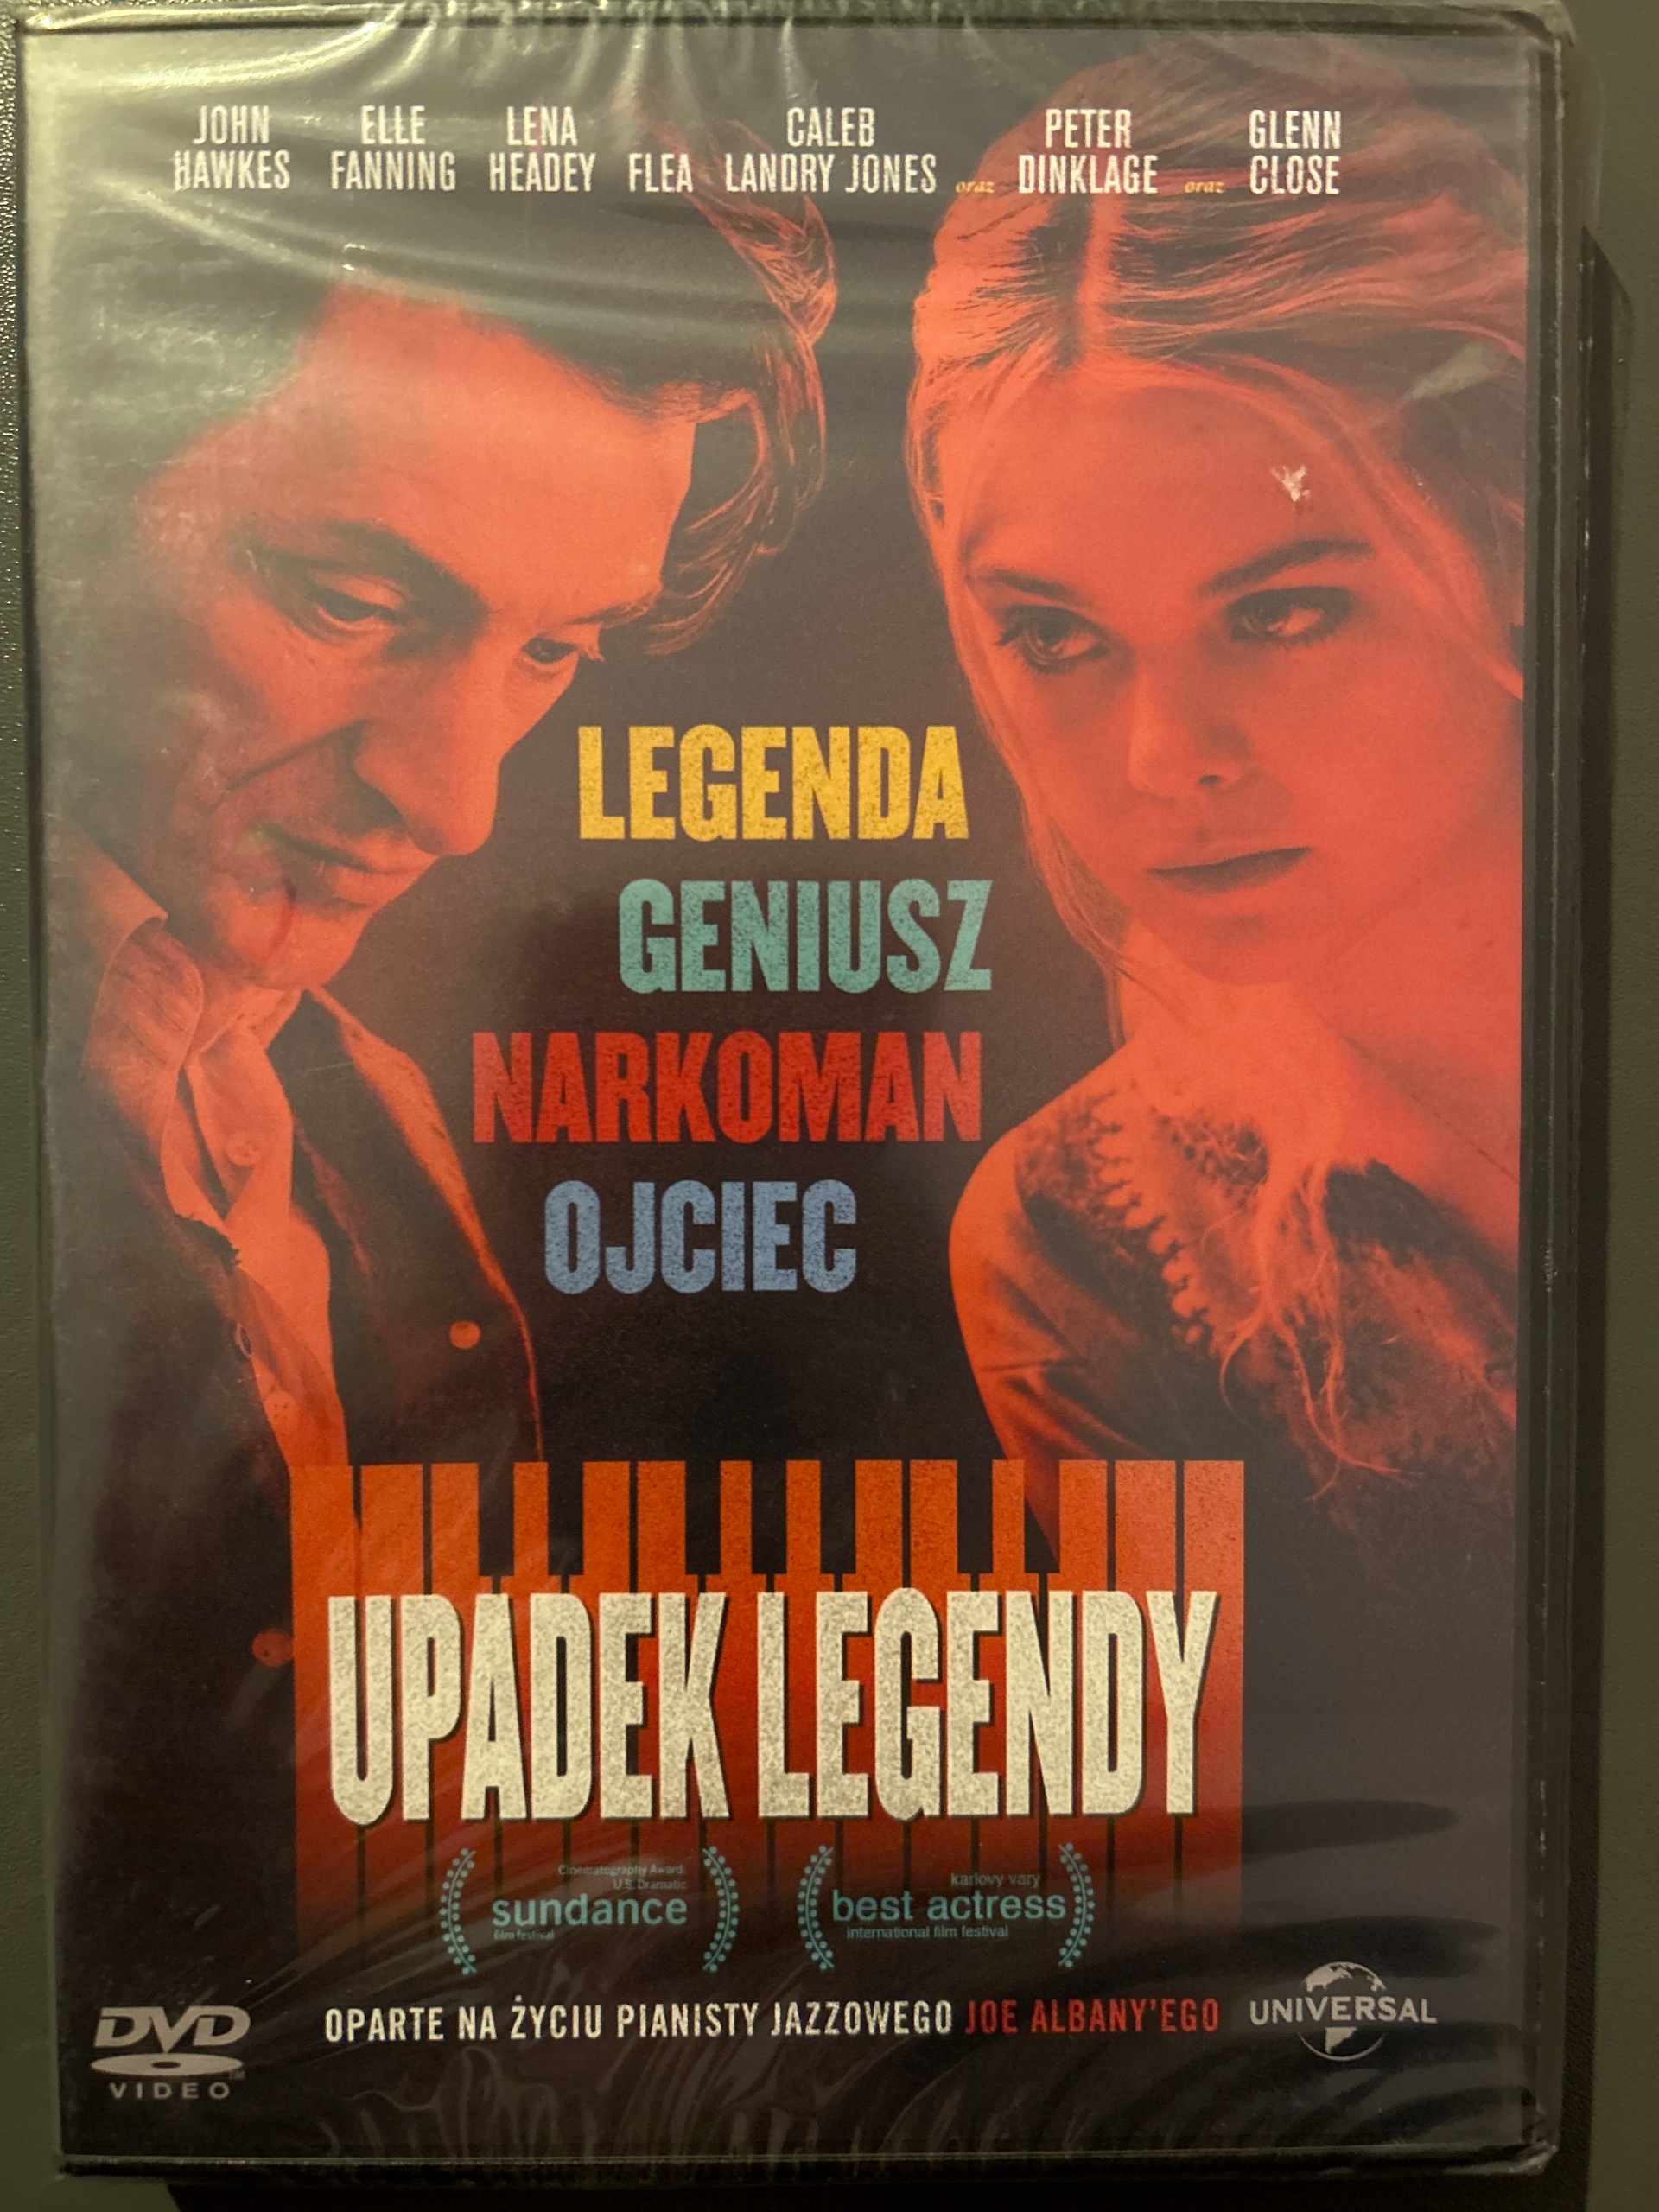 JOHN HAWKES
ELLE FANNING
LENA HEADEY
FLEA
CALEB LANDRY JONES
oraz
PETER DINKLAGE
oraz
GLENN CLOSE
LEGENDA
GENIUSZ
NARKOMAN
OJCIEC
UPADEK LEGENDY
Cinematography Award:
U.S. Dramatic
sundance
film festival
karlovy vary
best actress
international film festival
OPARTE NA ŻYCIU PIANISTY JAZZOWEGO JOE ALBANY'EGO
DVD
VIDEO
TM
UNIVERSAL